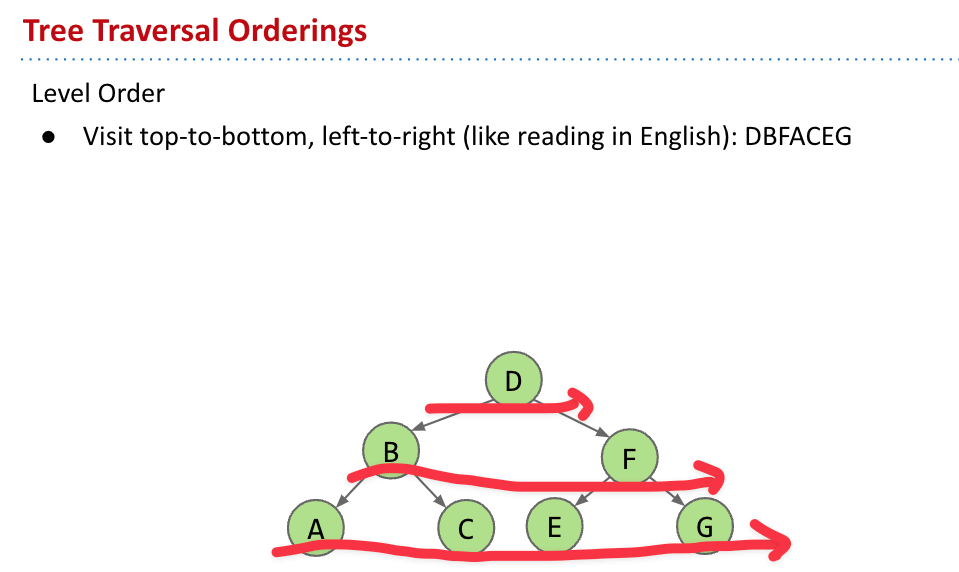 Tree Traversal Orderings
Level Order
● Visit top-to-bottom, left-to-right (like reading in English): DBFACEG
D
B F
A C E G